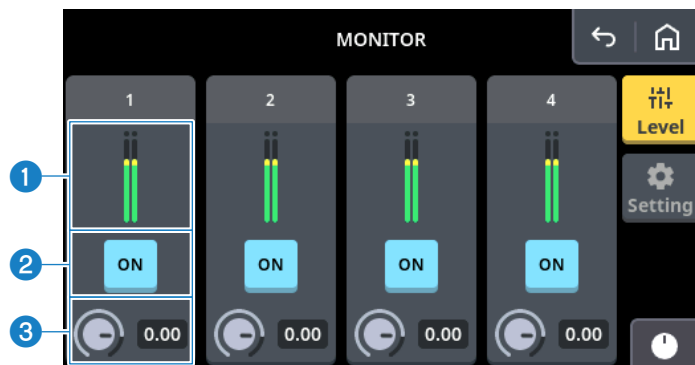 MONITOR
1 2 3 4
Level
1
Setting
2 ON ON ON ON
3 0.00 0.00 0.00 0.00